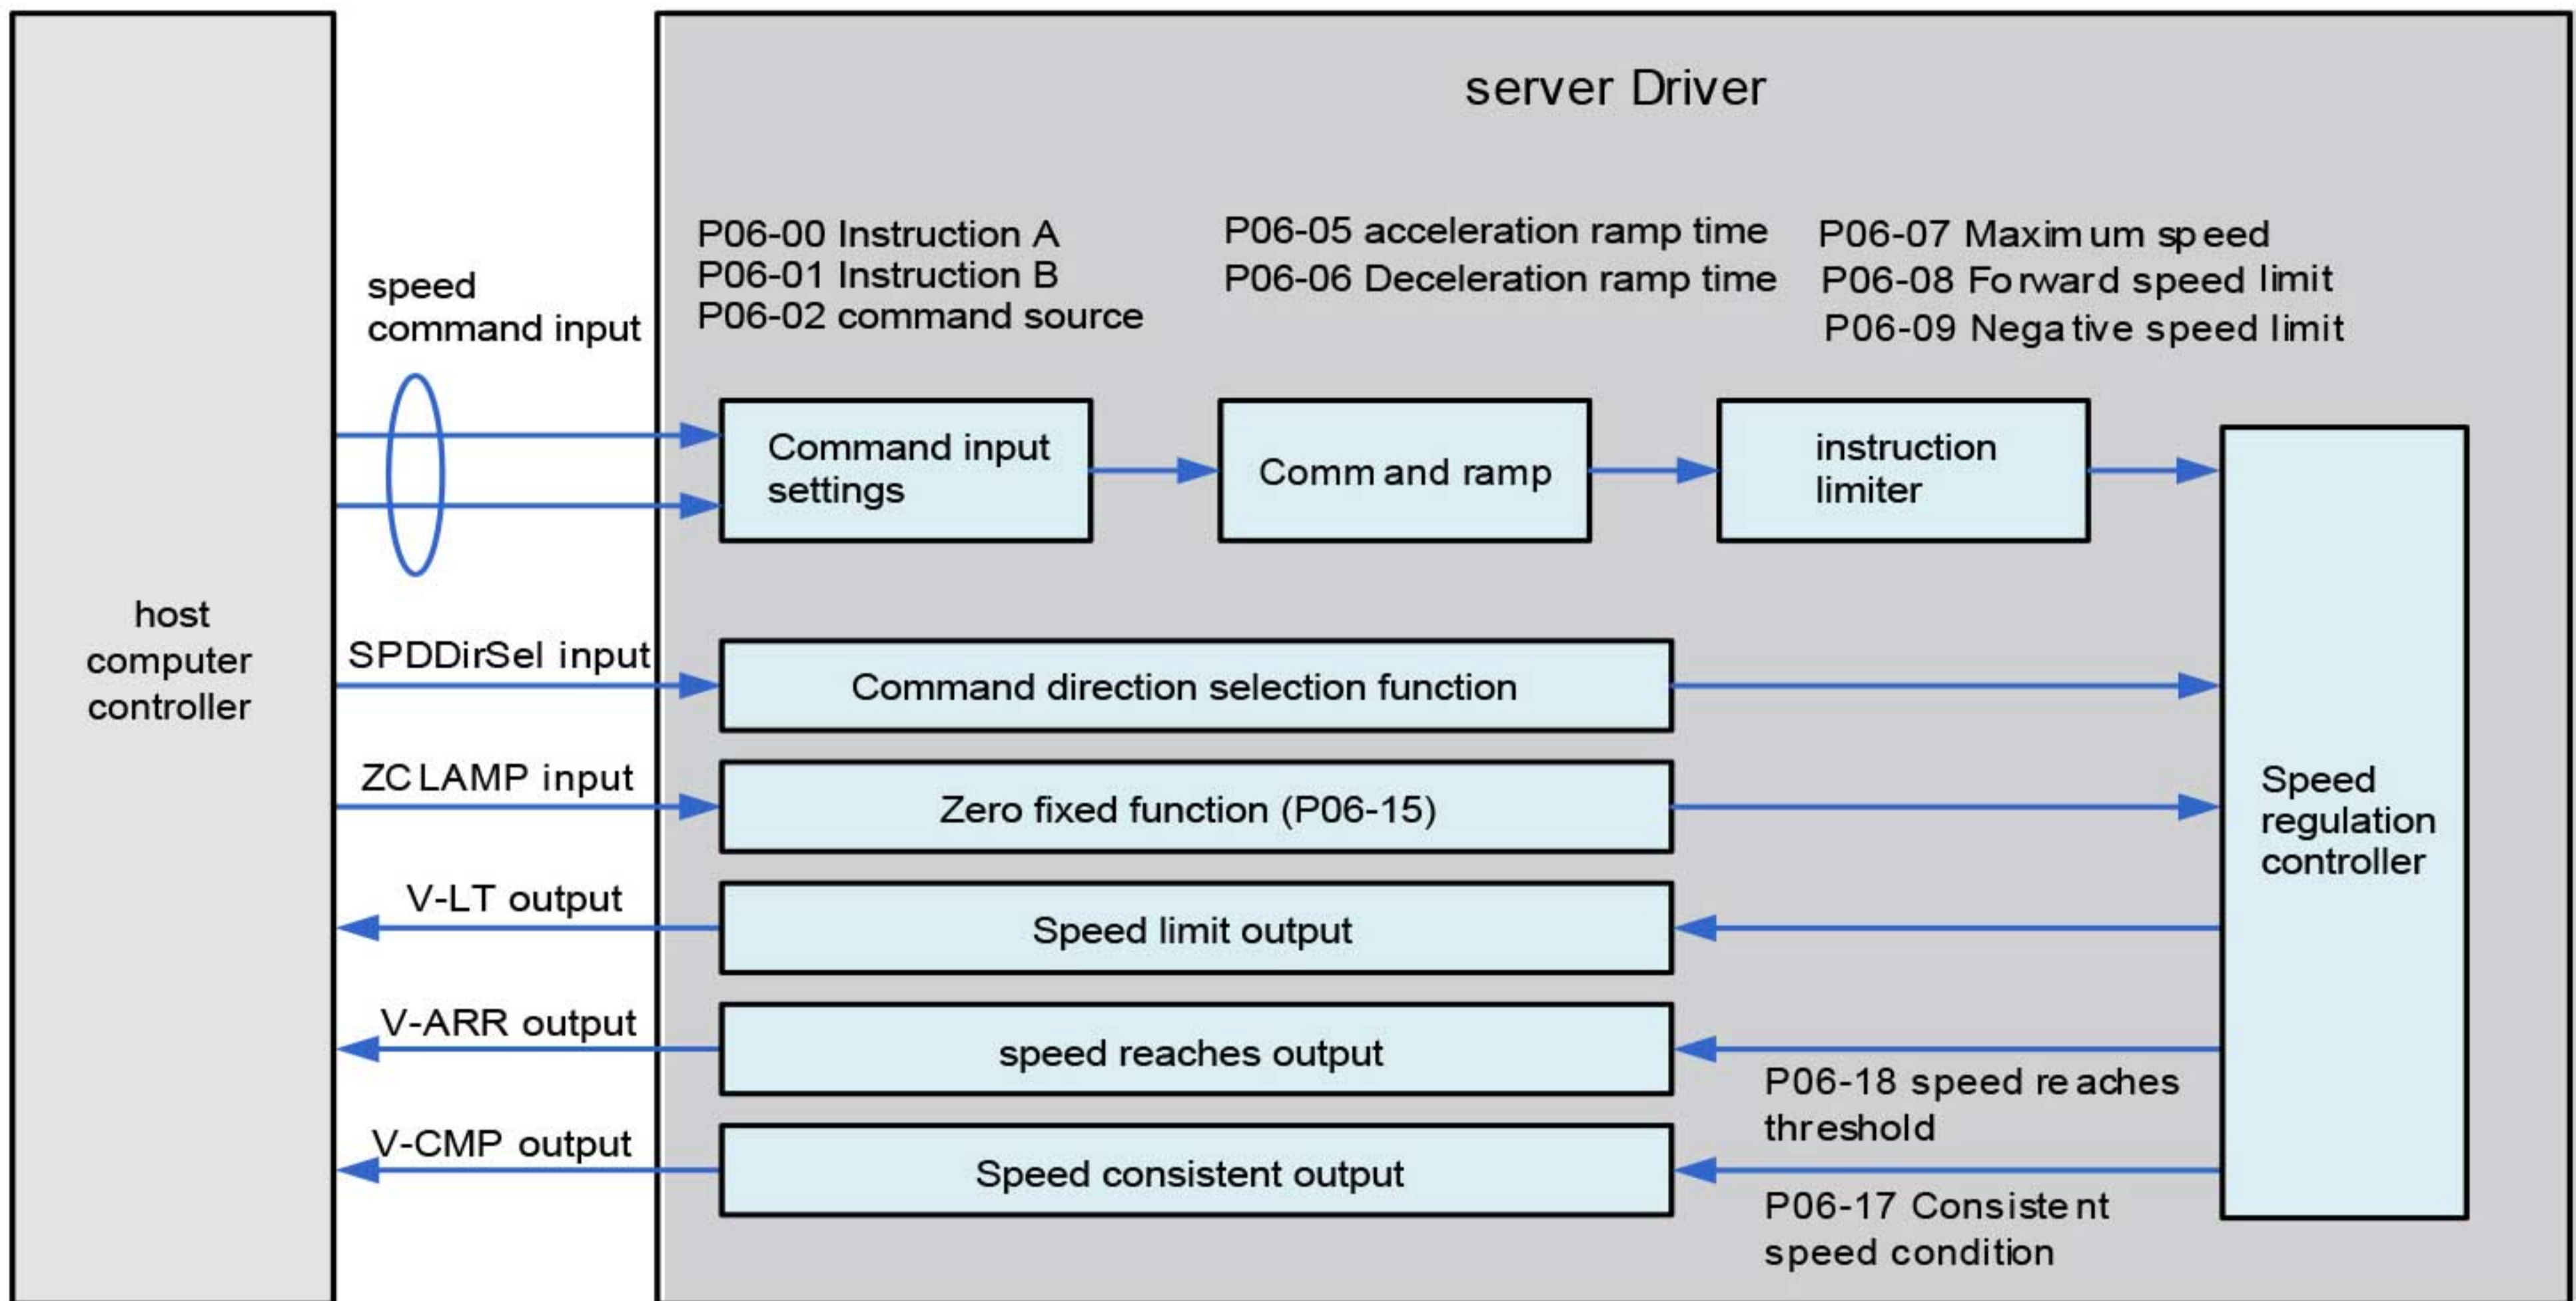 server Driver
P06-00 Instruction A
P06-01 Instruction B
P06-02 command source
P06-05 acceleration ramp time
P06-06 Deceleration ramp time
P06-07 Maximum speed
P06-08 Forward speed limit
P06-09 Negative speed limit
speed
command input
Command input
settings
Command ramp
instruction
limiter
host
computer
controller
SPDDirSel input
Command direction selection function
ZCLAMP input
Zero fixed function (P06-15)
Speed
regulation
controller
V-LT output
Speed limit output
V-ARR output
speed reaches output
P06-18 speed reaches
threshold
V-CMP output
Speed consistent output
P06-17 Consistent
speed condition